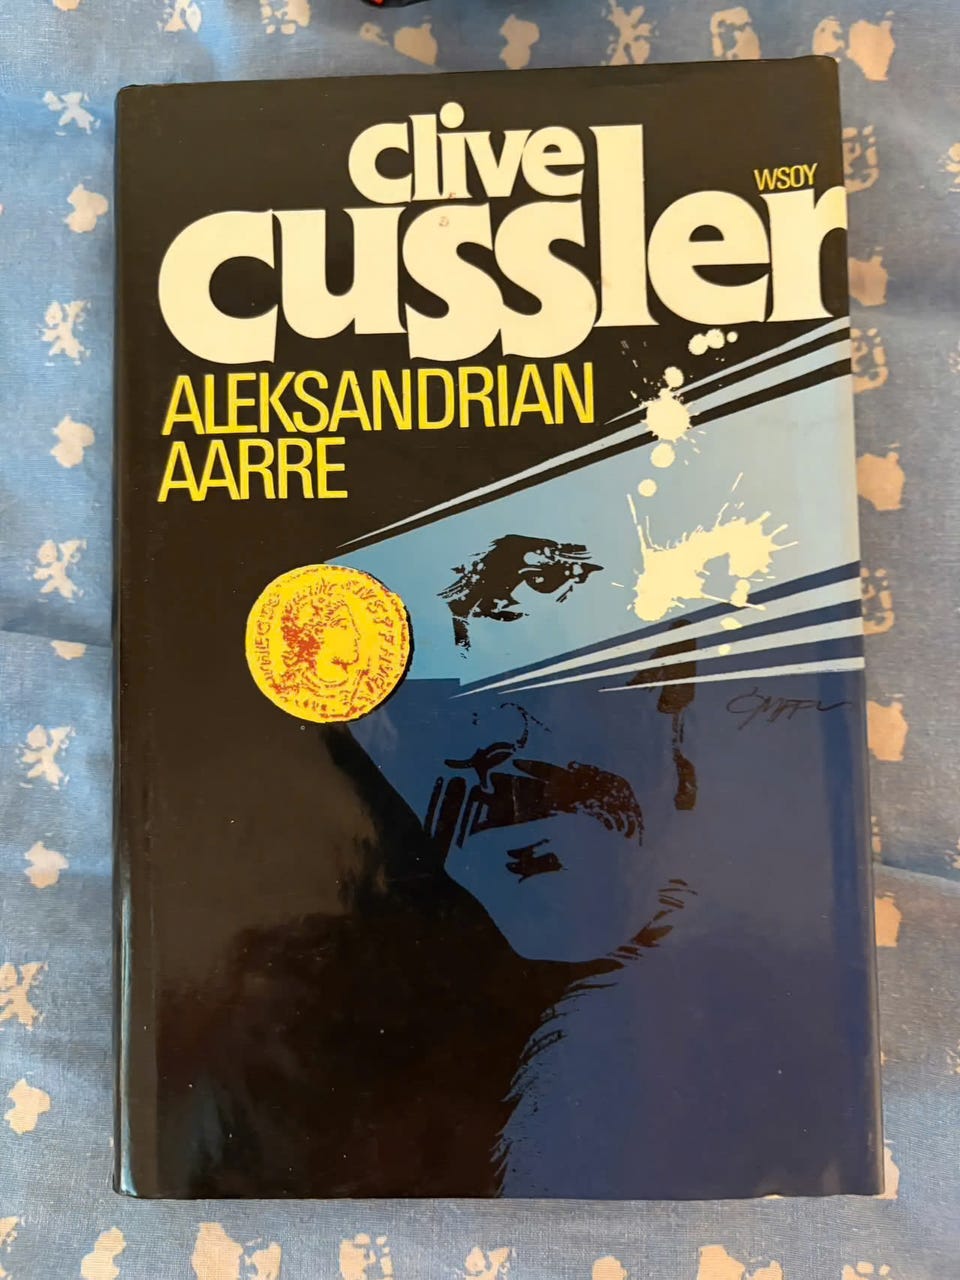 clive
cussler
WSOY
ALEKSANDRIAN
AARRE